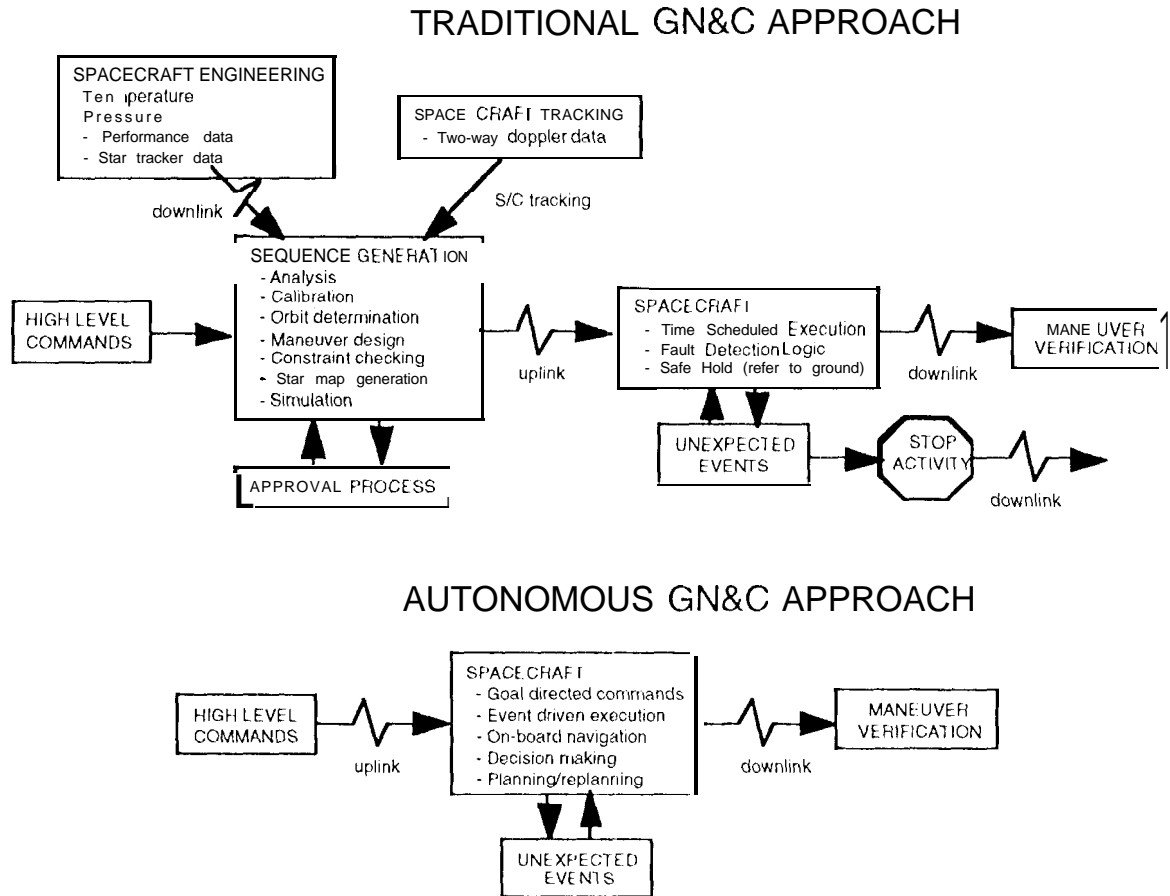 TRADITIONAL GN&C APPROACH
SPACECRAFT ENGINEERING
Temperature
Pressure
- Performance data
- Star tracker data
SPACE CRAFT TRACKING
- Two-way doppler data
downlink
S/C tracking
HIGH LEVEL
COMMANDS
SEQUENCE GENERATION
- Analysis
- Calibration
- Orbit determination
- Maneuver design
- Constraint checking
- Star map generation
- Simulation
APPROVAL PROCESS
uplink
SPACECRAFT
- Time Scheduled Execution
- Fault Detection Logic
- Safe Hold (refer to ground)
downlink
MANEUVER
VERIFICATION
UNEXPECTED
EVENTS
STOP
ACTIVITY
downlink
AUTONOMOUS GN&C APPROACH
HIGH LEVEL
COMMANDS
uplink
SPACECRAFT
- Goal directed commands
- Event driven execution
- On-board navigation
- Decision making
- Planning/replanning
downlink
MANEUVER
VERIFICATION
UNEXPECTED
EVENTS